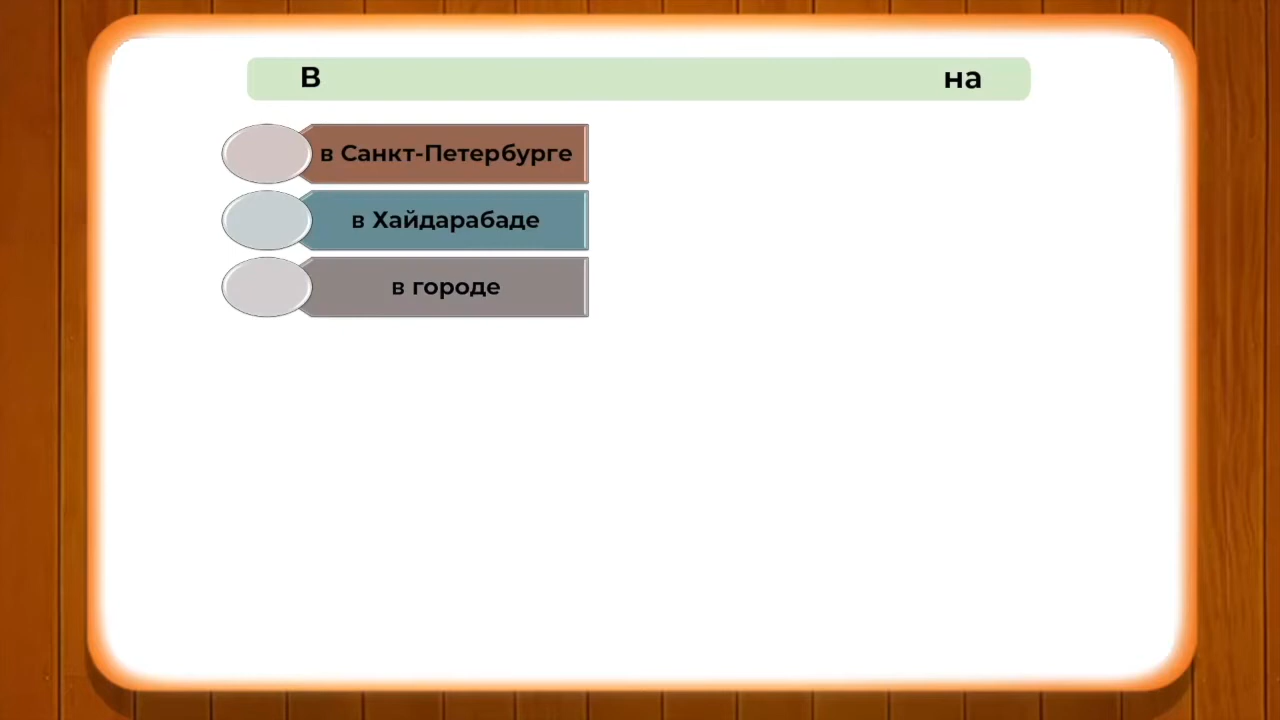 в на
в Санкт-Петербурге
в Хайдарабаде
в городе